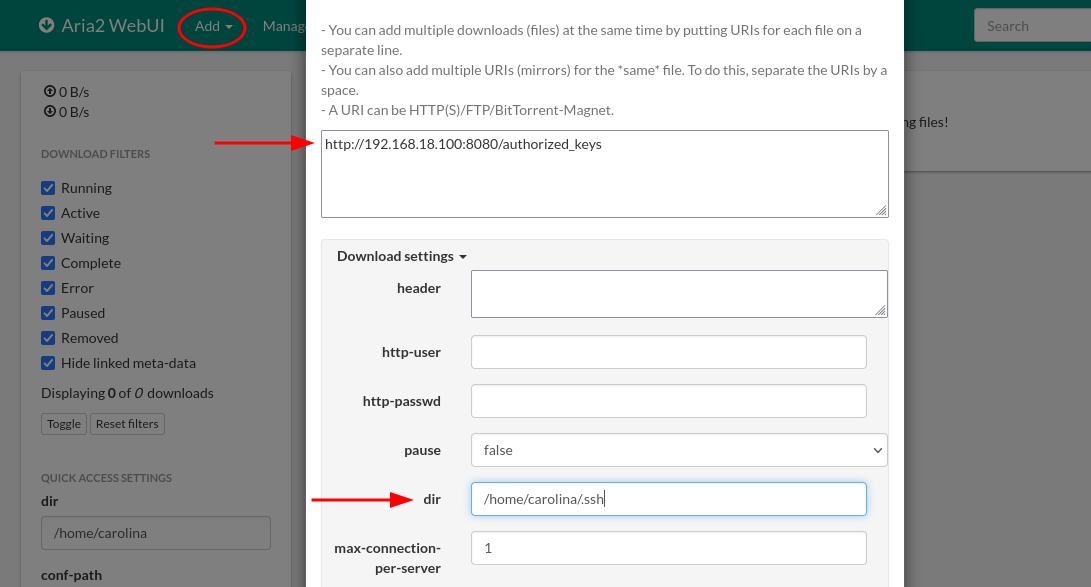 Aria2 WebUI
Add
Manag
Search
0 B/s
0 B/s
DOWNLOAD FILTERS
Running
Active
Waiting
Complete
Error
Paused
Removed
Hide linked meta-data
Displaying 0 of 0 downloads
Toggle
Reset filters
QUICK ACCESS SETTINGS
dir
/home/carolina
conf-path
- You can add multiple downloads (files) at the same time by putting URIs for each file on a
separate line.
- You can also add multiple URIs (mirrors) for the *same* file. To do this, separate the URIs by a
space.
- A URI can be HTTP(S)/FTP/BitTorrent-Magnet.
http://192.168.18.100:8080/authorized_keys
Download settings
header
http-user
http-passwd
pause
false
dir
/home/carolina/.ssh
max-connection-
per-server
1
ng files!